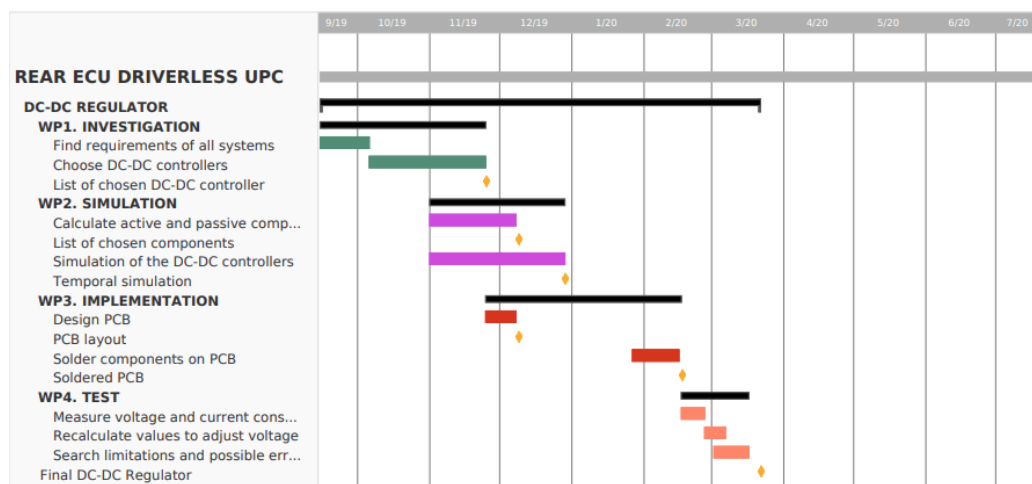 9/19 10/19 11/19 12/19 1/20 2/20 3/20 4/20 5/20 6/20 7/20
REAR ECU DRIVERLESS UPC
DC-DC REGULATOR
WP1. INVESTIGATION
Find requirements of all systems
Choose DC-DC controllers
List of chosen DC-DC controller
WP2. SIMULATION
Calculate active and passive comp...
List of chosen components
Simulation of the DC-DC controllers
Temporal simulation
WP3. IMPLEMENTATION
Design PCB
PCB layout
Solder components on PCB
Soldered PCB
WP4. TEST
Measure voltage and current cons...
Recalculate values to adjust voltage
Search limitations and possible err...
Final DC-DC Regulator